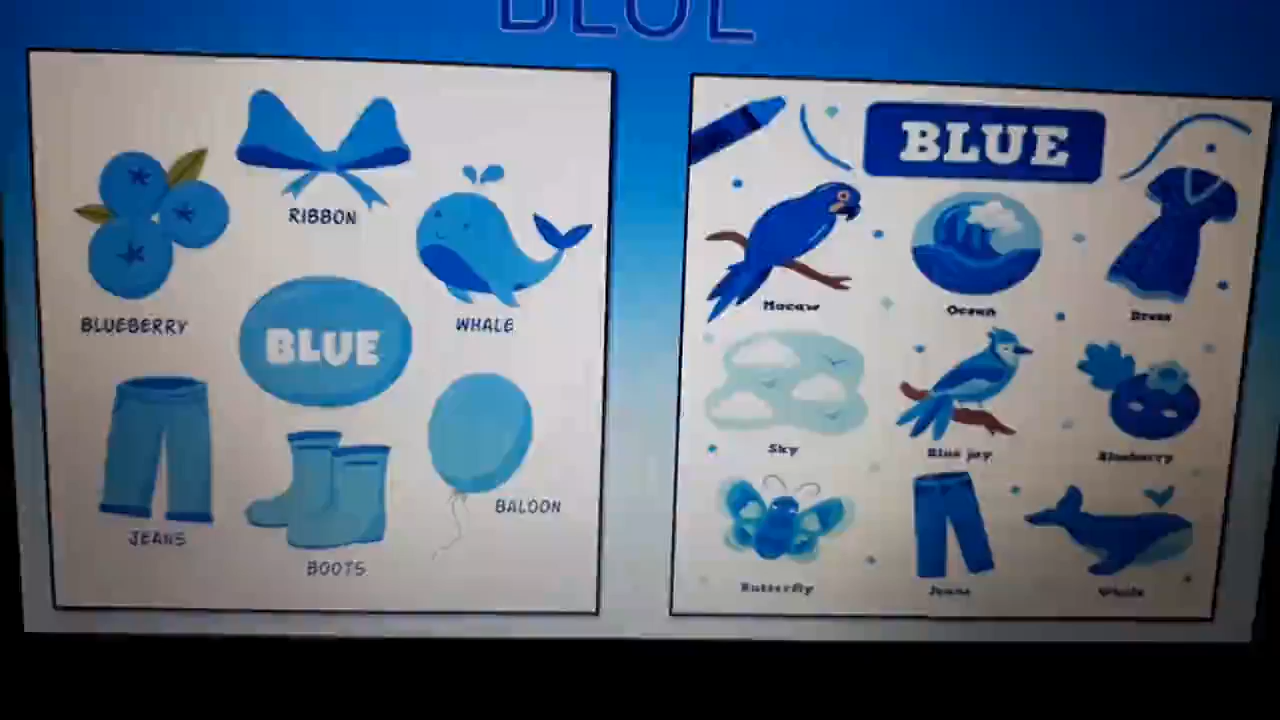 BLUE
RIBBON
BLUEBERRY
WHALE
BLUE
JEANS
BOOTS
BALOON
BLUE
Macaw
Ocean
Dress
Sky
Blue jay
Blueberry
Butterfly
Jeans
Whale